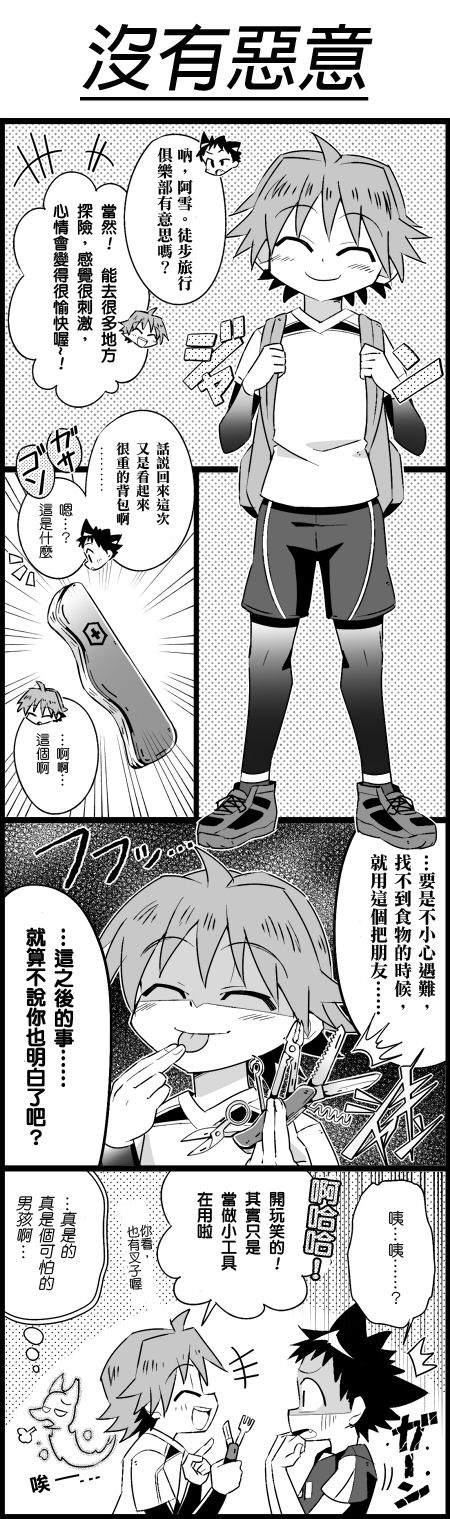 沒有惡意
吶，阿雪。徒步旅行
俱樂部有意思嗎？
當然！　能去很多地方
探險，感覺很刺激，
心情會變得很愉快喔~！
話說回來這次
又是看起來
很重的背包啊
…………
ガサ
ゴン
嗯…？
這是什麼
…啊啊…
這個啊
…要是不小心遇難，
找不到食物的時候，
就用這個把朋友……
フフッ…
…這之後的事……
就算不說你也明白了吧？
咦…咦……？
啊哈哈！
開玩笑的！
其實只是
當做小工具
在用啦
你看，
也有叉子喔
ガーン
…真是的
真是個可怕的
男孩啊…
唉一…